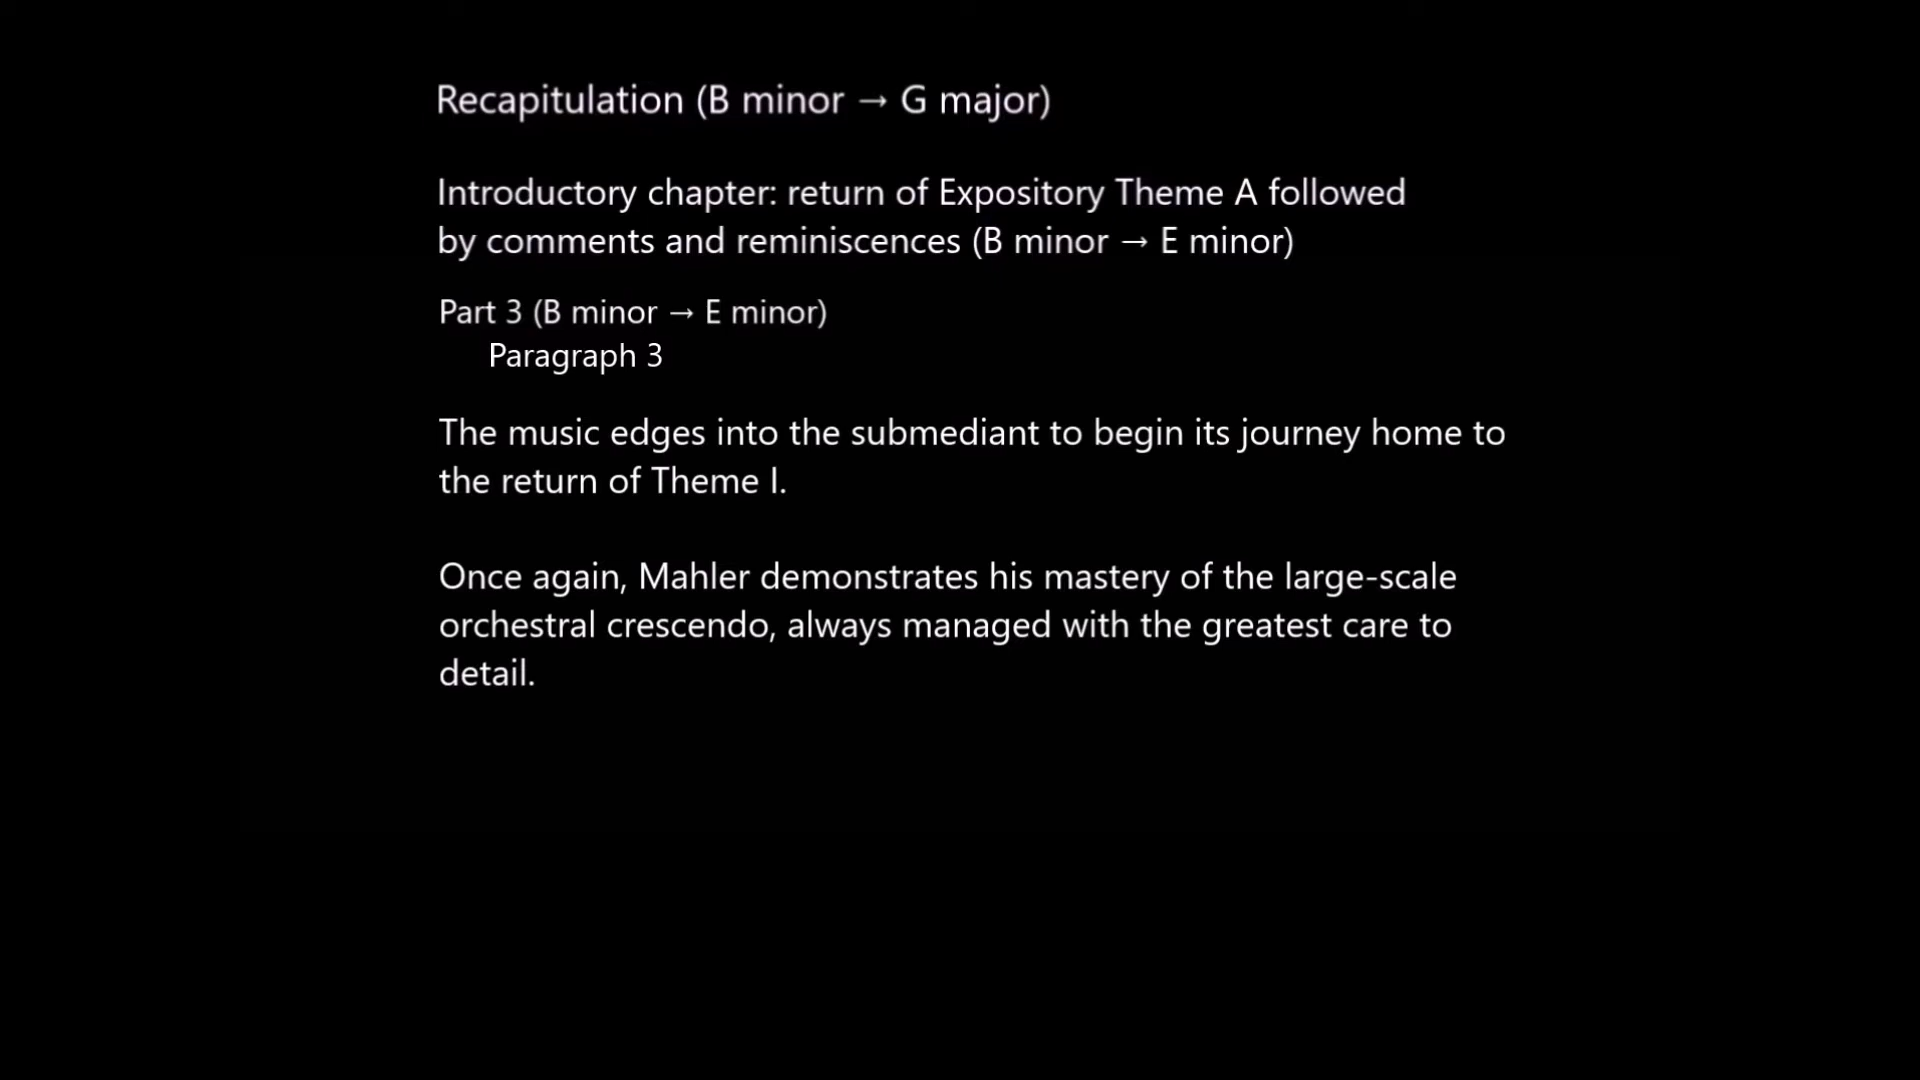 Recapitulation (B minor → G major)
Introductory chapter: return of Expository Theme A followed
by comments and reminiscences (B minor → E minor)
Part 3 (B minor → E minor)
Paragraph 3
The music edges into the submediant to begin its journey home to
the return of Theme I.
Once again, Mahler demonstrates his mastery of the large-scale
orchestral crescendo, always managed with the greatest care to
detail.